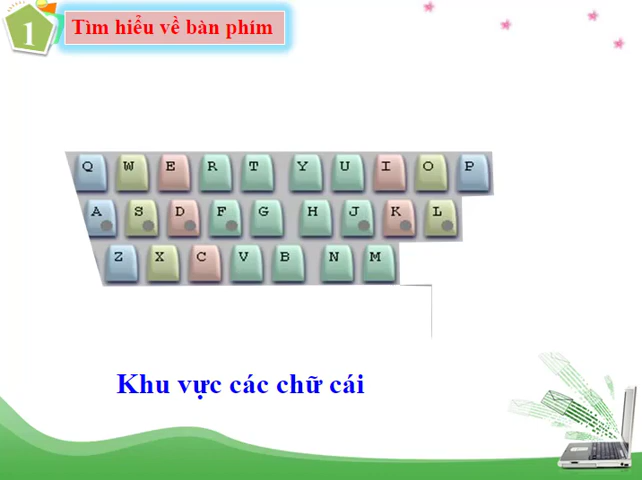 1
Tìm hiểu về bàn phím
Q W E R T Y U I O P
A S D F G H J K L
Z X C V B N M
Khu vực các chữ cái